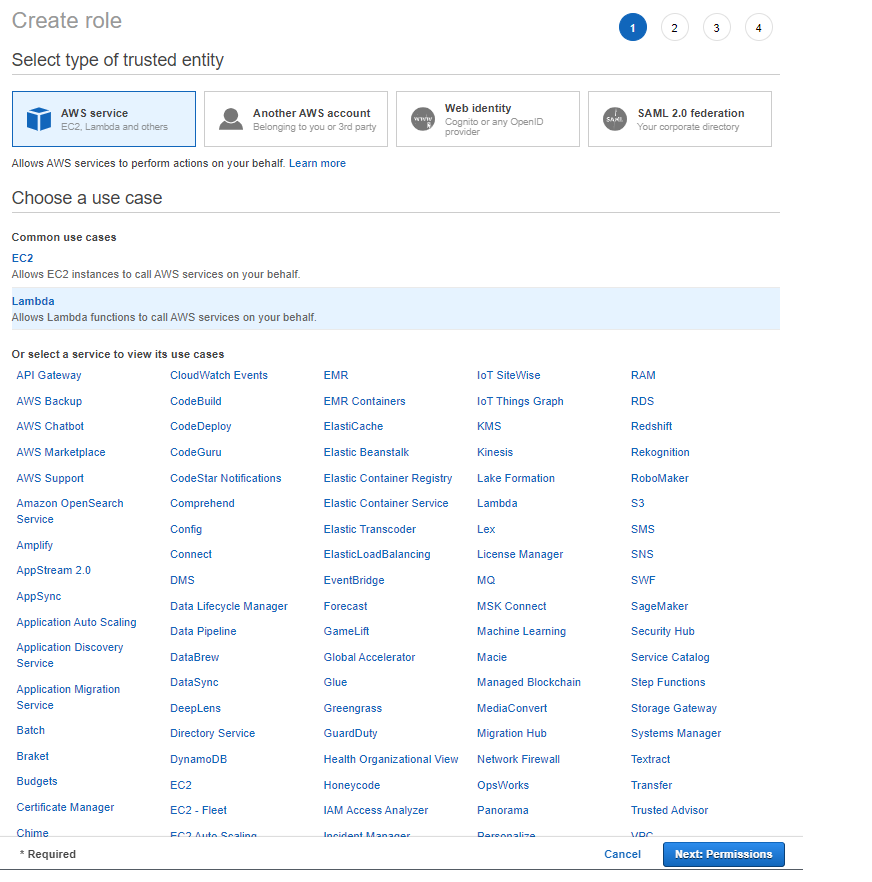 Create role
1 2 3 4
Select type of trusted entity
AWS service
EC2, Lambda and others
Another AWS account
Belonging to you or 3rd party
Web identity
Cognito or any OpenID
provider
SAML 2.0 federation
Your corporate directory
WWW
SAML
Allows AWS services to perform actions on your behalf. Learn more
Choose a use case
Common use cases
EC2
Allows EC2 instances to call AWS services on your behalf.
Lambda
Allows Lambda functions to call AWS services on your behalf.
Or select a service to view its use cases
API Gateway
AWS Backup
AWS Chatbot
AWS Marketplace
AWS Support
Amazon OpenSearch
Service
Amplify
AppStream 2.0
AppSync
Application Auto Scaling
Application Discovery
Service
Application Migration
Service
Batch
Braket
Budgets
Certificate Manager
Chime
CloudWatch Events
CodeBuild
CodeDeploy
CodeGuru
CodeStar Notifications
Comprehend
Config
Connect
DMS
Data Lifecycle Manager
Data Pipeline
DataBrew
DataSync
DeepLens
Directory Service
DynamoDB
EC2
EC2 - Fleet
EC2 Auto Scaling
EMR
EMR Containers
ElastiCache
Elastic Beanstalk
Elastic Container Registry
Elastic Container Service
Elastic Transcoder
ElasticLoadBalancing
EventBridge
Forecast
GameLift
Global Accelerator
Glue
Greengrass
GuardDuty
Health Organizational View
Honeycode
IAM Access Analyzer
Incident Manager
IoT SiteWise
IoT Things Graph
KMS
Kinesis
Lake Formation
Lambda
Lex
License Manager
MQ
MSK Connect
Machine Learning
Macie
Managed Blockchain
MediaConvert
Migration Hub
Network Firewall
OpsWorks
Panorama
Personalize
RAM
RDS
Redshift
Rekognition
RoboMaker
S3
SMS
SNS
SWF
SageMaker
Security Hub
Service Catalog
Step Functions
Storage Gateway
Systems Manager
Textract
Transfer
Trusted Advisor
VPC
* Required
Cancel
Next: Permissions